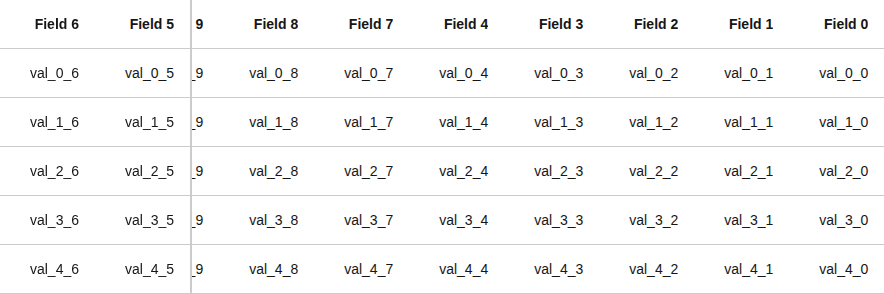 Field 6 Field 5 9 Field 8 Field 7 Field 4 Field 3 Field 2 Field 1 Field 0
val_0_6 val_0_5 _9 val_0_8 val_0_7 val_0_4 val_0_3 val_0_2 val_0_1 val_0_0
val_1_6 val_1_5 _9 val_1_8 val_1_7 val_1_4 val_1_3 val_1_2 val_1_1 val_1_0
val_2_6 val_2_5 _9 val_2_8 val_2_7 val_2_4 val_2_3 val_2_2 val_2_1 val_2_0
val_3_6 val_3_5 _9 val_3_8 val_3_7 val_3_4 val_3_3 val_3_2 val_3_1 val_3_0
val_4_6 val_4_5 _9 val_4_8 val_4_7 val_4_4 val_4_3 val_4_2 val_4_1 val_4_0